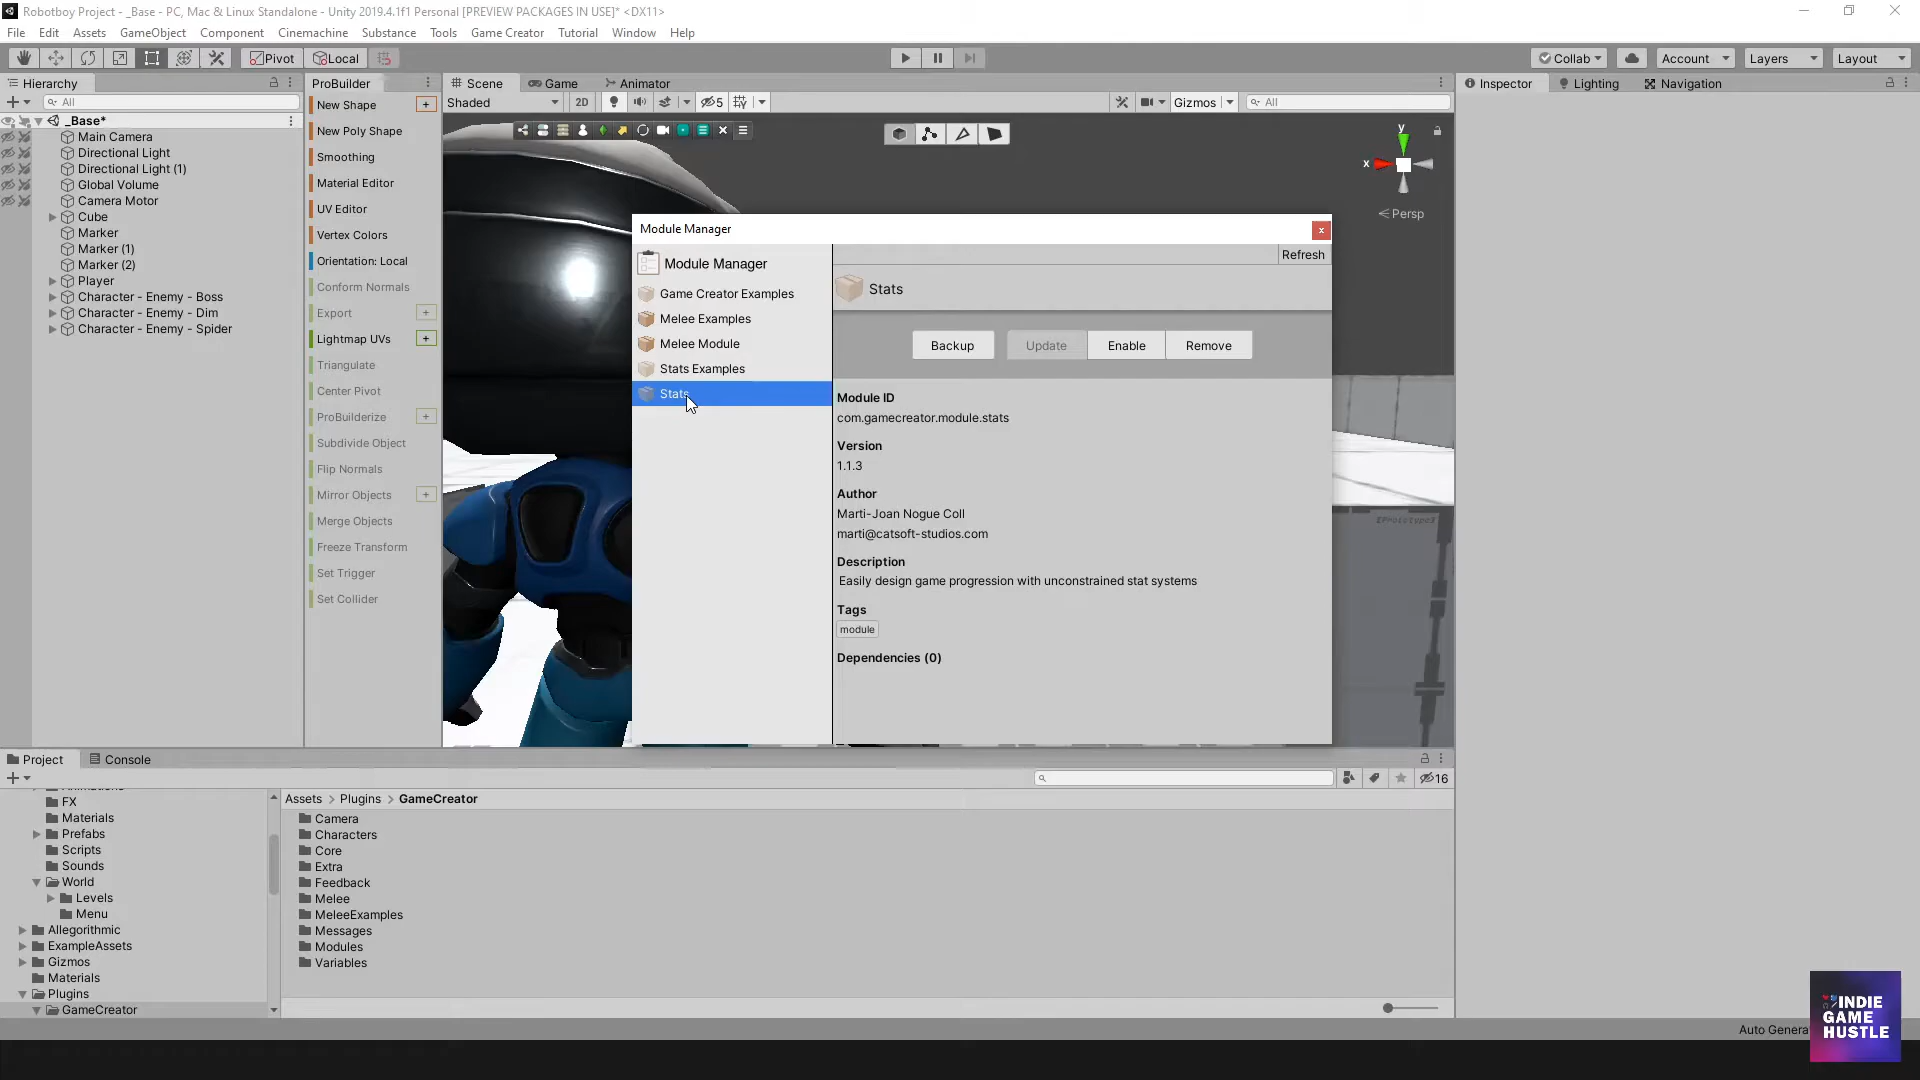 Robotboy Project - _Base - PC, Mac & Linux Standalone - Unity 2019.4.1f1 Personal [PREVIEW PACKAGES IN USE]* <DX11>
File Edit Assets GameObject Component Cinemachine Substance Tools Game Creator Tutorial Window Help
Pivot Local Collab Account Layers Layout
Hierarchy ProBuilder Scene Game Animator Inspector Lighting Navigation
All
_Base*
Main Camera
Directional Light
Directional Light (1)
Global Volume
Camera Motor
Cube
Marker
Marker (1)
Marker (2)
Player
Character - Enemy - Boss
Character - Enemy - Dim
Character - Enemy - Spider
New Shape
New Poly Shape
Smoothing
Material Editor
UV Editor
Vertex Colors
Orientation: Local
Conform Normals
Export
Lightmap UVs
Triangulate
Center Pivot
ProBuilderize
Subdivide Object
Flip Normals
Mirror Objects
Merge Objects
Freeze Transform
Set Trigger
Set Collider
Shaded 2D 5 Gizmos All
y
x
Persp
Module Manager
Module Manager
Game Creator Examples
Melee Examples
Melee Module
Stats Examples
Stats
Refresh
Stats
Backup Update Enable Remove
Module ID
com.gamecreator.module.stats
Version
1.1.3
Author
Marti-Joan Nogue Coll
marti@catsoft-studios.com
Description
Easily design game progression with unconstrained stat systems
Tags
module
Dependencies (0)
Project Console
16
FX
Materials
Prefabs
Scripts
Sounds
World
Levels
Menu
Allegorithmic
ExampleAssets
Gizmos
Materials
Plugins
GameCreator
Assets > Plugins > GameCreator
Camera
Characters
Core
Extra
Feedback
Melee
MeleeExamples
Messages
Modules
Variables
Auto Genera
INDIE
GAME
HUSTLE